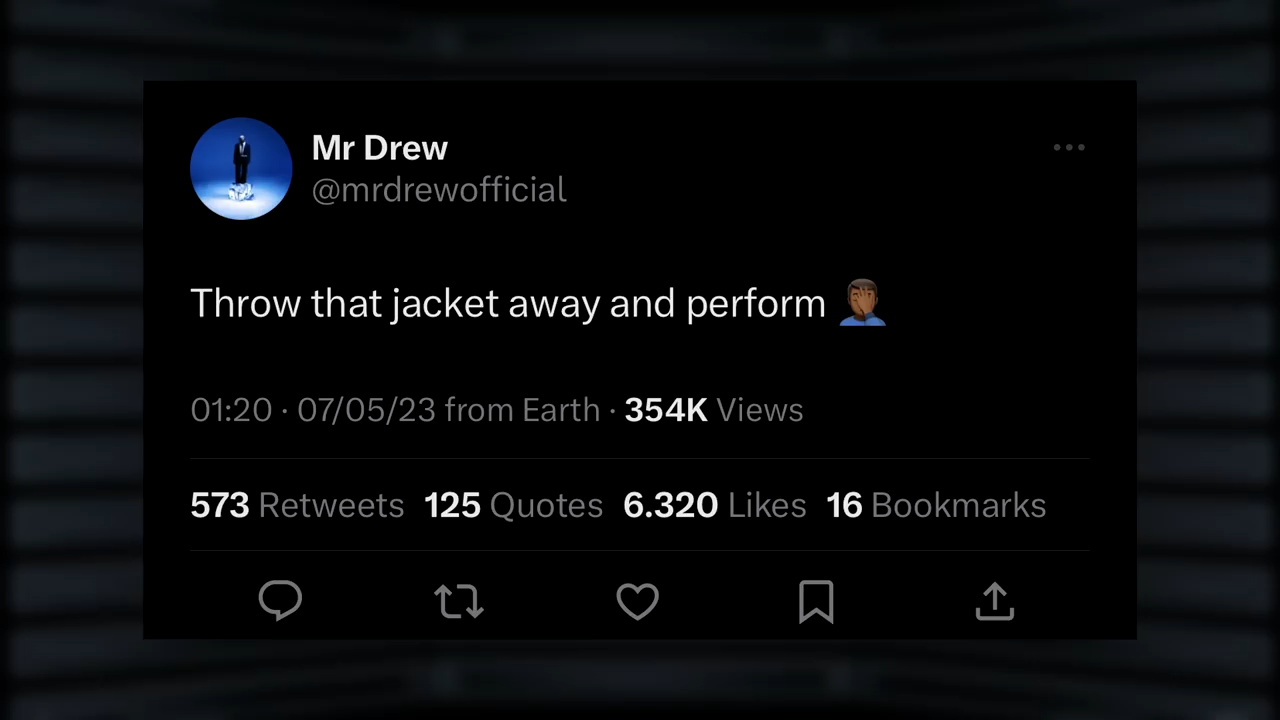 Mr Drew
@mrdrewofficial
Throw that jacket away and perform 🤦🏾‍♂️
01:20 · 07/05/23 from Earth · 354K Views
573 Retweets 125 Quotes 6.320 Likes 16 Bookmarks